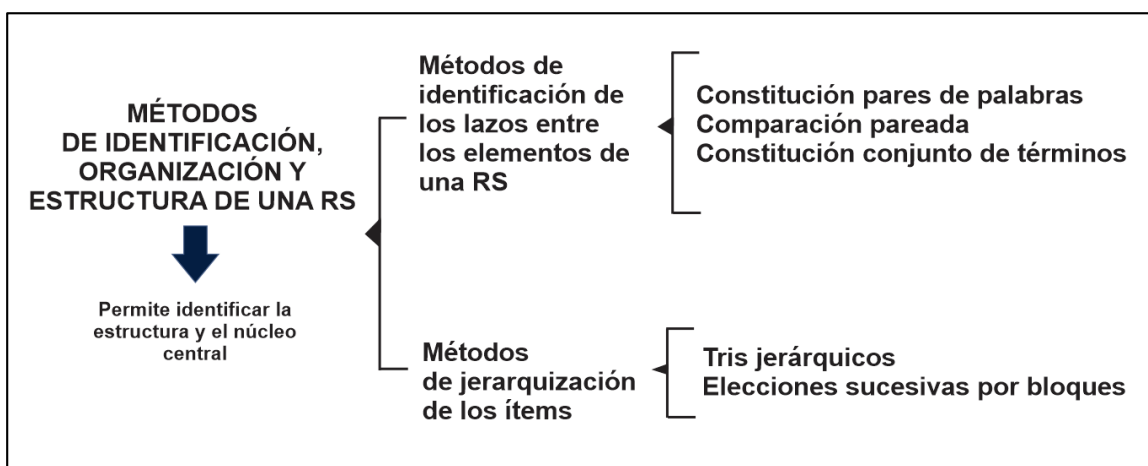 MÉTODOS
DE IDENTIFICACIÓN,
ORGANIZACIÓN Y
ESTRUCTURA DE UNA RS
Permite identificar la
estructura y el núcleo
central
Métodos de
identificación de
los lazos entre
los elementos de
una RS
Constitución pares de palabras
Comparación pareada
Constitución conjunto de términos
Métodos
de jerarquización
de los ítems
Tris jerárquicos
Elecciones sucesivas por bloques